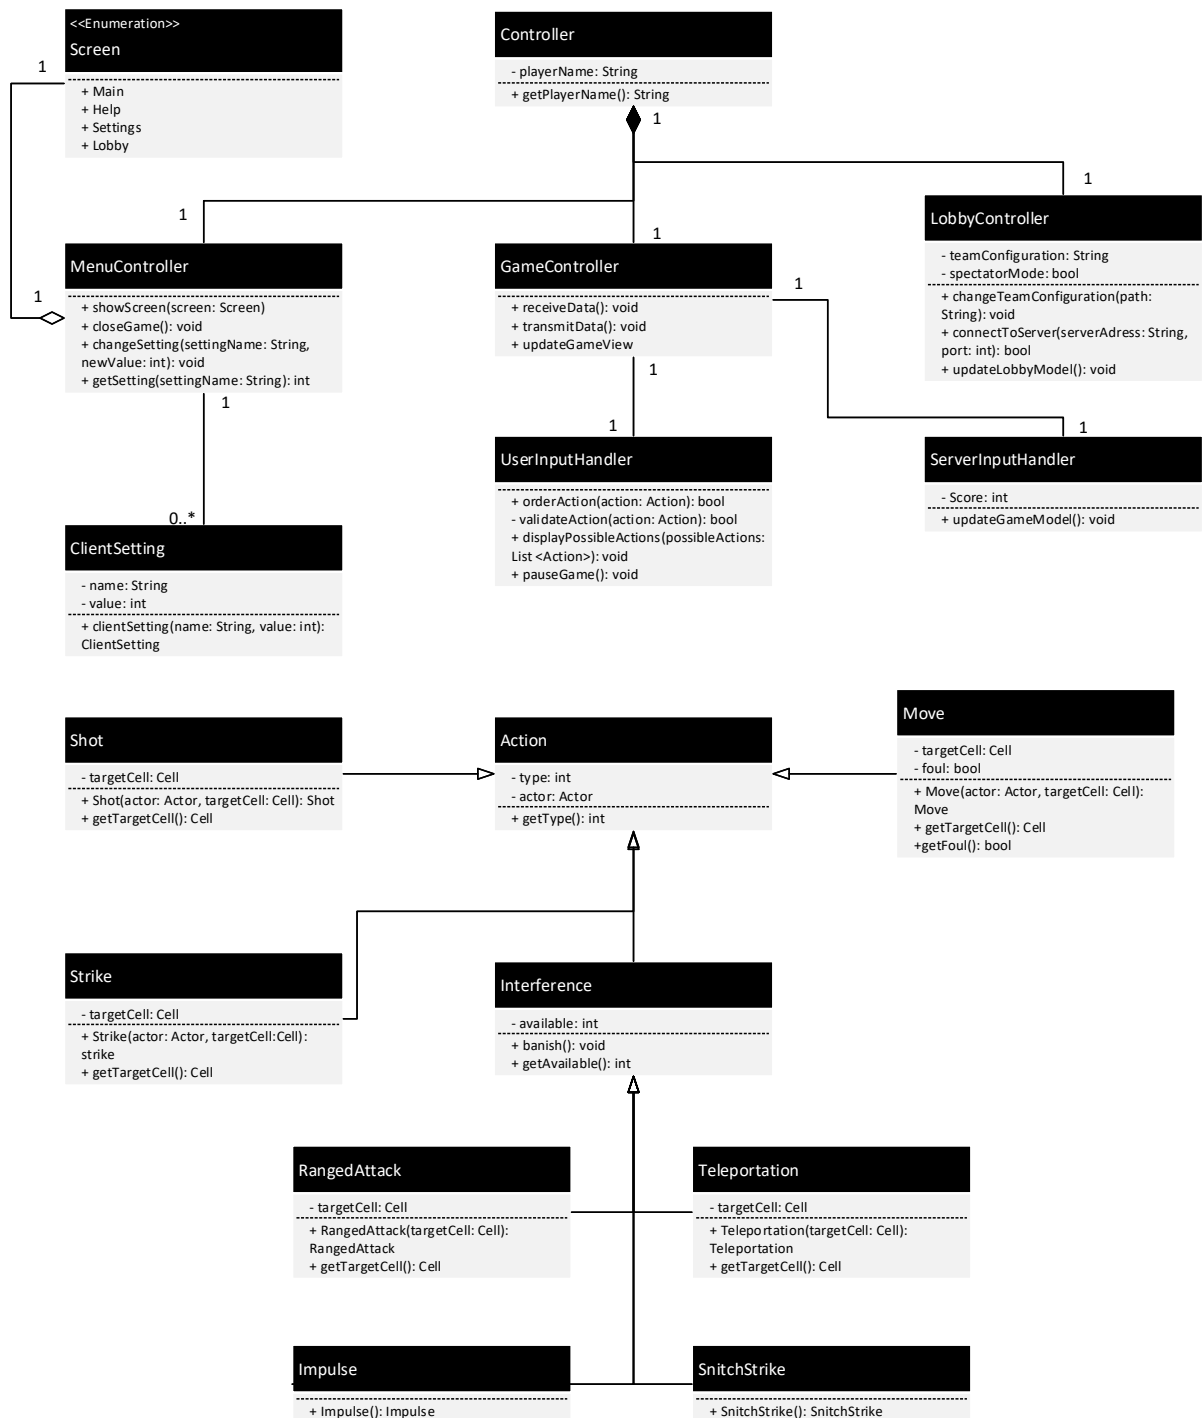 <<Enumeration>>
Screen
+ Main
+ Help
+ Settings
+ Lobby
1
Controller
- playerName: String
+ getPlayerName(): String
1
1
1
1
1
MenuController
+ showScreen(screen: Screen)
+ closeGame(): void
+ changeSetting(settingName: String,
newValue: int): void
+ getSetting(settingName: String): int
1
GameController
+ receiveData(): void
+ transmitData(): void
+ updateGameView
1
1
LobbyController
- teamConfiguration: String
- spectatorMode: bool
+ changeTeamConfiguration(path:
String): void
+ connectToServer(serverAdress: String,
port: int): bool
+ updateLobbyModel(): void
1
1
0..*
ClientSetting
- name: String
- value: int
+ clientSetting(name: String, value: int):
ClientSetting
UserInputHandler
+ orderAction(action: Action): bool
- validateAction(action: Action): bool
+ displayPossibleActions(possibleActions:
List <Action>): void
+ pauseGame(): void
ServerInputHandler
- Score: int
+ updateGameModel(): void
Shot
- targetCell: Cell
+ Shot(actor: Actor, targetCell: Cell): Shot
+ getTargetCell(): Cell
Action
- type: int
- actor: Actor
+ getType(): int
Move
- targetCell: Cell
- foul: bool
+ Move(actor: Actor, targetCell: Cell):
Move
+ getTargetCell(): Cell
+getFoul(): bool
Strike
- targetCell: Cell
+ Strike(actor: Actor, targetCell:Cell):
strike
+ getTargetCell(): Cell
Interference
- available: int
+ banish(): void
+ getAvailable(): int
RangedAttack
- targetCell: Cell
+ RangedAttack(targetCell: Cell):
RangedAttack
+ getTargetCell(): Cell
Teleportation
- targetCell: Cell
+ Teleportation(targetCell: Cell):
Teleportation
+ getTargetCell(): Cell
Impulse
+ Impulse(): Impulse
SnitchStrike
+ SnitchStrike(): SnitchStrike